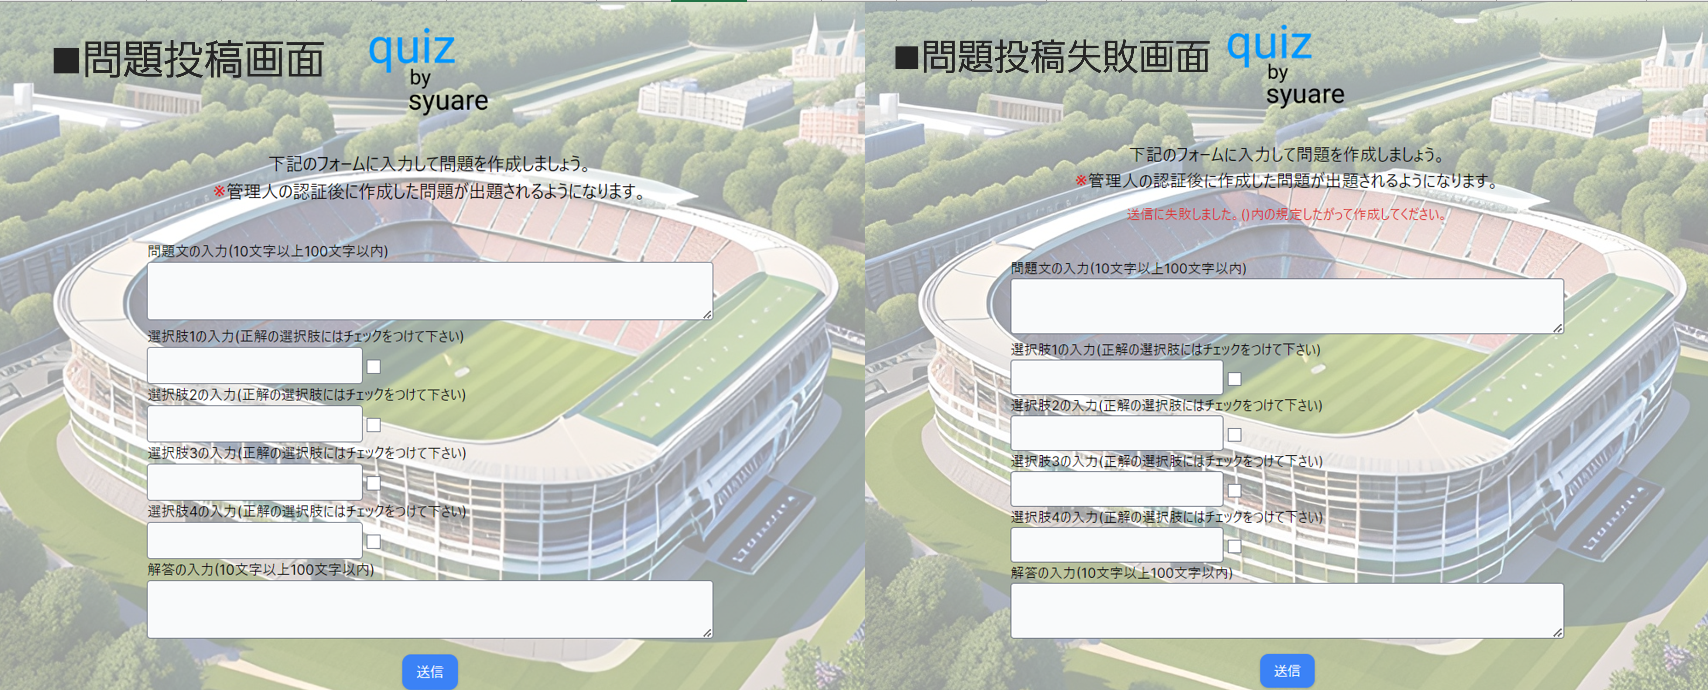 ■問題投稿画面
quiz
by
syuare
下記のフォームに入力して問題を作成しましょう。
※管理人の認証後に作成した問題が出題されるようになります。
問題文の入力(10文字以上100文字以内)
選択肢1の入力(正解の選択肢にはチェックをつけて下さい)
選択肢2の入力(正解の選択肢にはチェックをつけて下さい)
選択肢3の入力(正解の選択肢にはチェックをつけて下さい)
選択肢4の入力(正解の選択肢にはチェックをつけて下さい)
解答の入力(10文字以上100文字以内)
送信
■問題投稿失敗画面
quiz
by
syuare
下記のフォームに入力して問題を作成しましょう。
※管理人の認証後に作成した問題が出題されるようになります。
送信に失敗しました。()内の規定したがって作成してください。
問題文の入力(10文字以上100文字以内)
選択肢1の入力(正解の選択肢にはチェックをつけて下さい)
選択肢2の入力(正解の選択肢にはチェックをつけて下さい)
選択肢3の入力(正解の選択肢にはチェックをつけて下さい)
選択肢4の入力(正解の選択肢にはチェックをつけて下さい)
解答の入力(10文字以上100文字以内)
送信